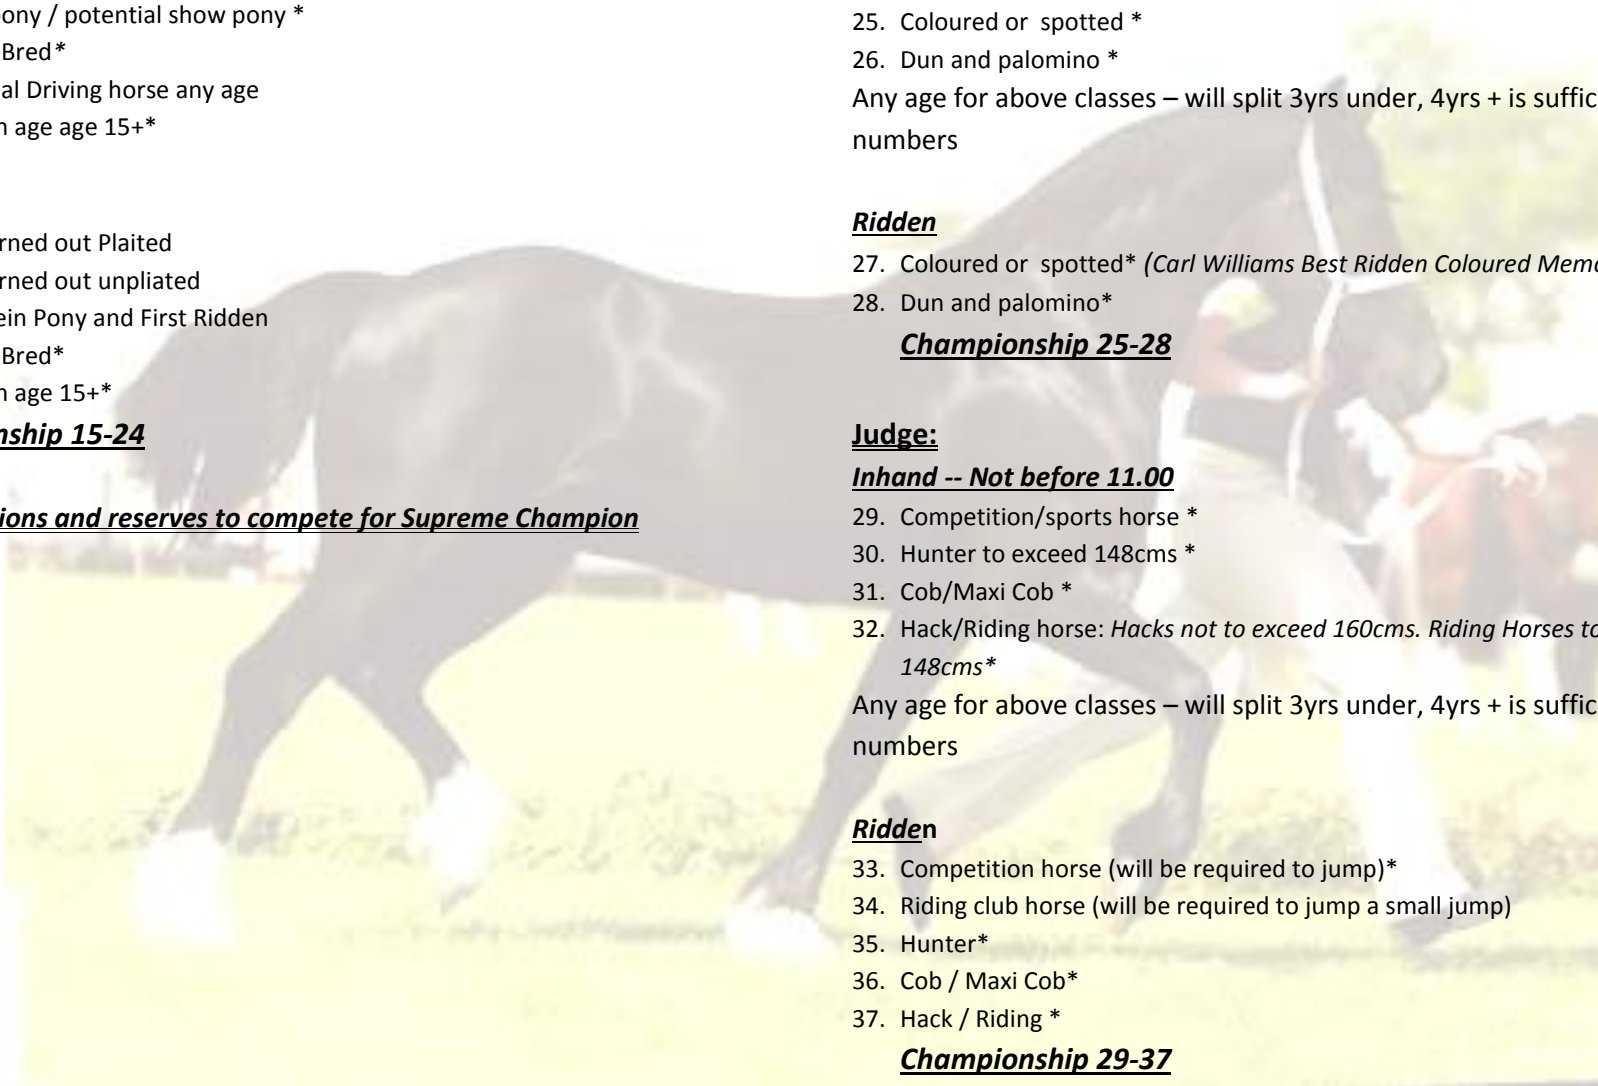 ony / potential show pony *
Bred*
al Driving horse any age
age age 15+*
rned out Plaited
rned out unpliated
ein Pony and First Ridden
Bred*
age 15+*
nship 15-24
ions and reserves to compete for Supreme Champion
25. Coloured or spotted *
26. Dun and palomino *
Any age for above classes – will split 3yrs under, 4yrs + is suffic
numbers
Ridden
27. Coloured or spotted* (Carl Williams Best Ridden Coloured Memo
28. Dun and palomino*
Championship 25-28
Judge:
Inhand -- Not before 11.00
29. Competition/sports horse *
30. Hunter to exceed 148cms *
31. Cob/Maxi Cob *
32. Hack/Riding horse: Hacks not to exceed 160cms. Riding Horses to
148cms*
Any age for above classes – will split 3yrs under, 4yrs + is suffic
numbers
Ridden
33. Competition horse (will be required to jump)*
34. Riding club horse (will be required to jump a small jump)
35. Hunter*
36. Cob / Maxi Cob*
37. Hack / Riding *
Championship 29-37